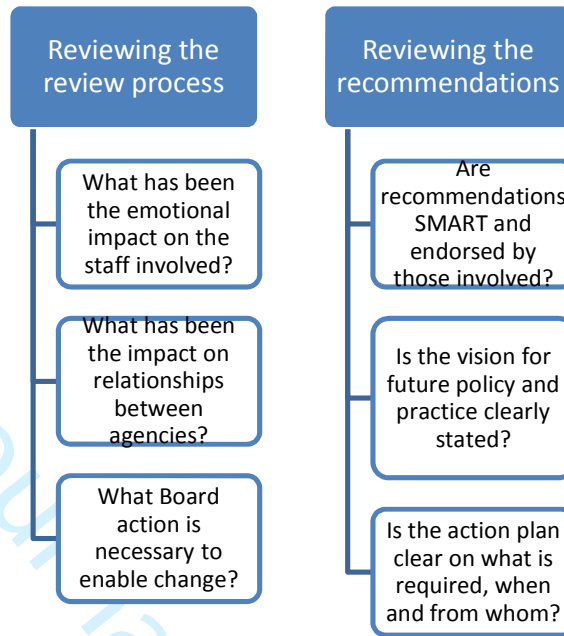 Reviewing the
review process
What has been
the emotional
impact on the
staff involved?
What has been
the impact on
relationships
between
agencies?
What Board
action is
necessary to
enable change?
Reviewing the
recommendations
Are
recommendations
SMART and
endorsed by
those involved?
Is the vision for
future policy and
practice clearly
stated?
Is the action plan
clear on what is
required, when
and from whom?